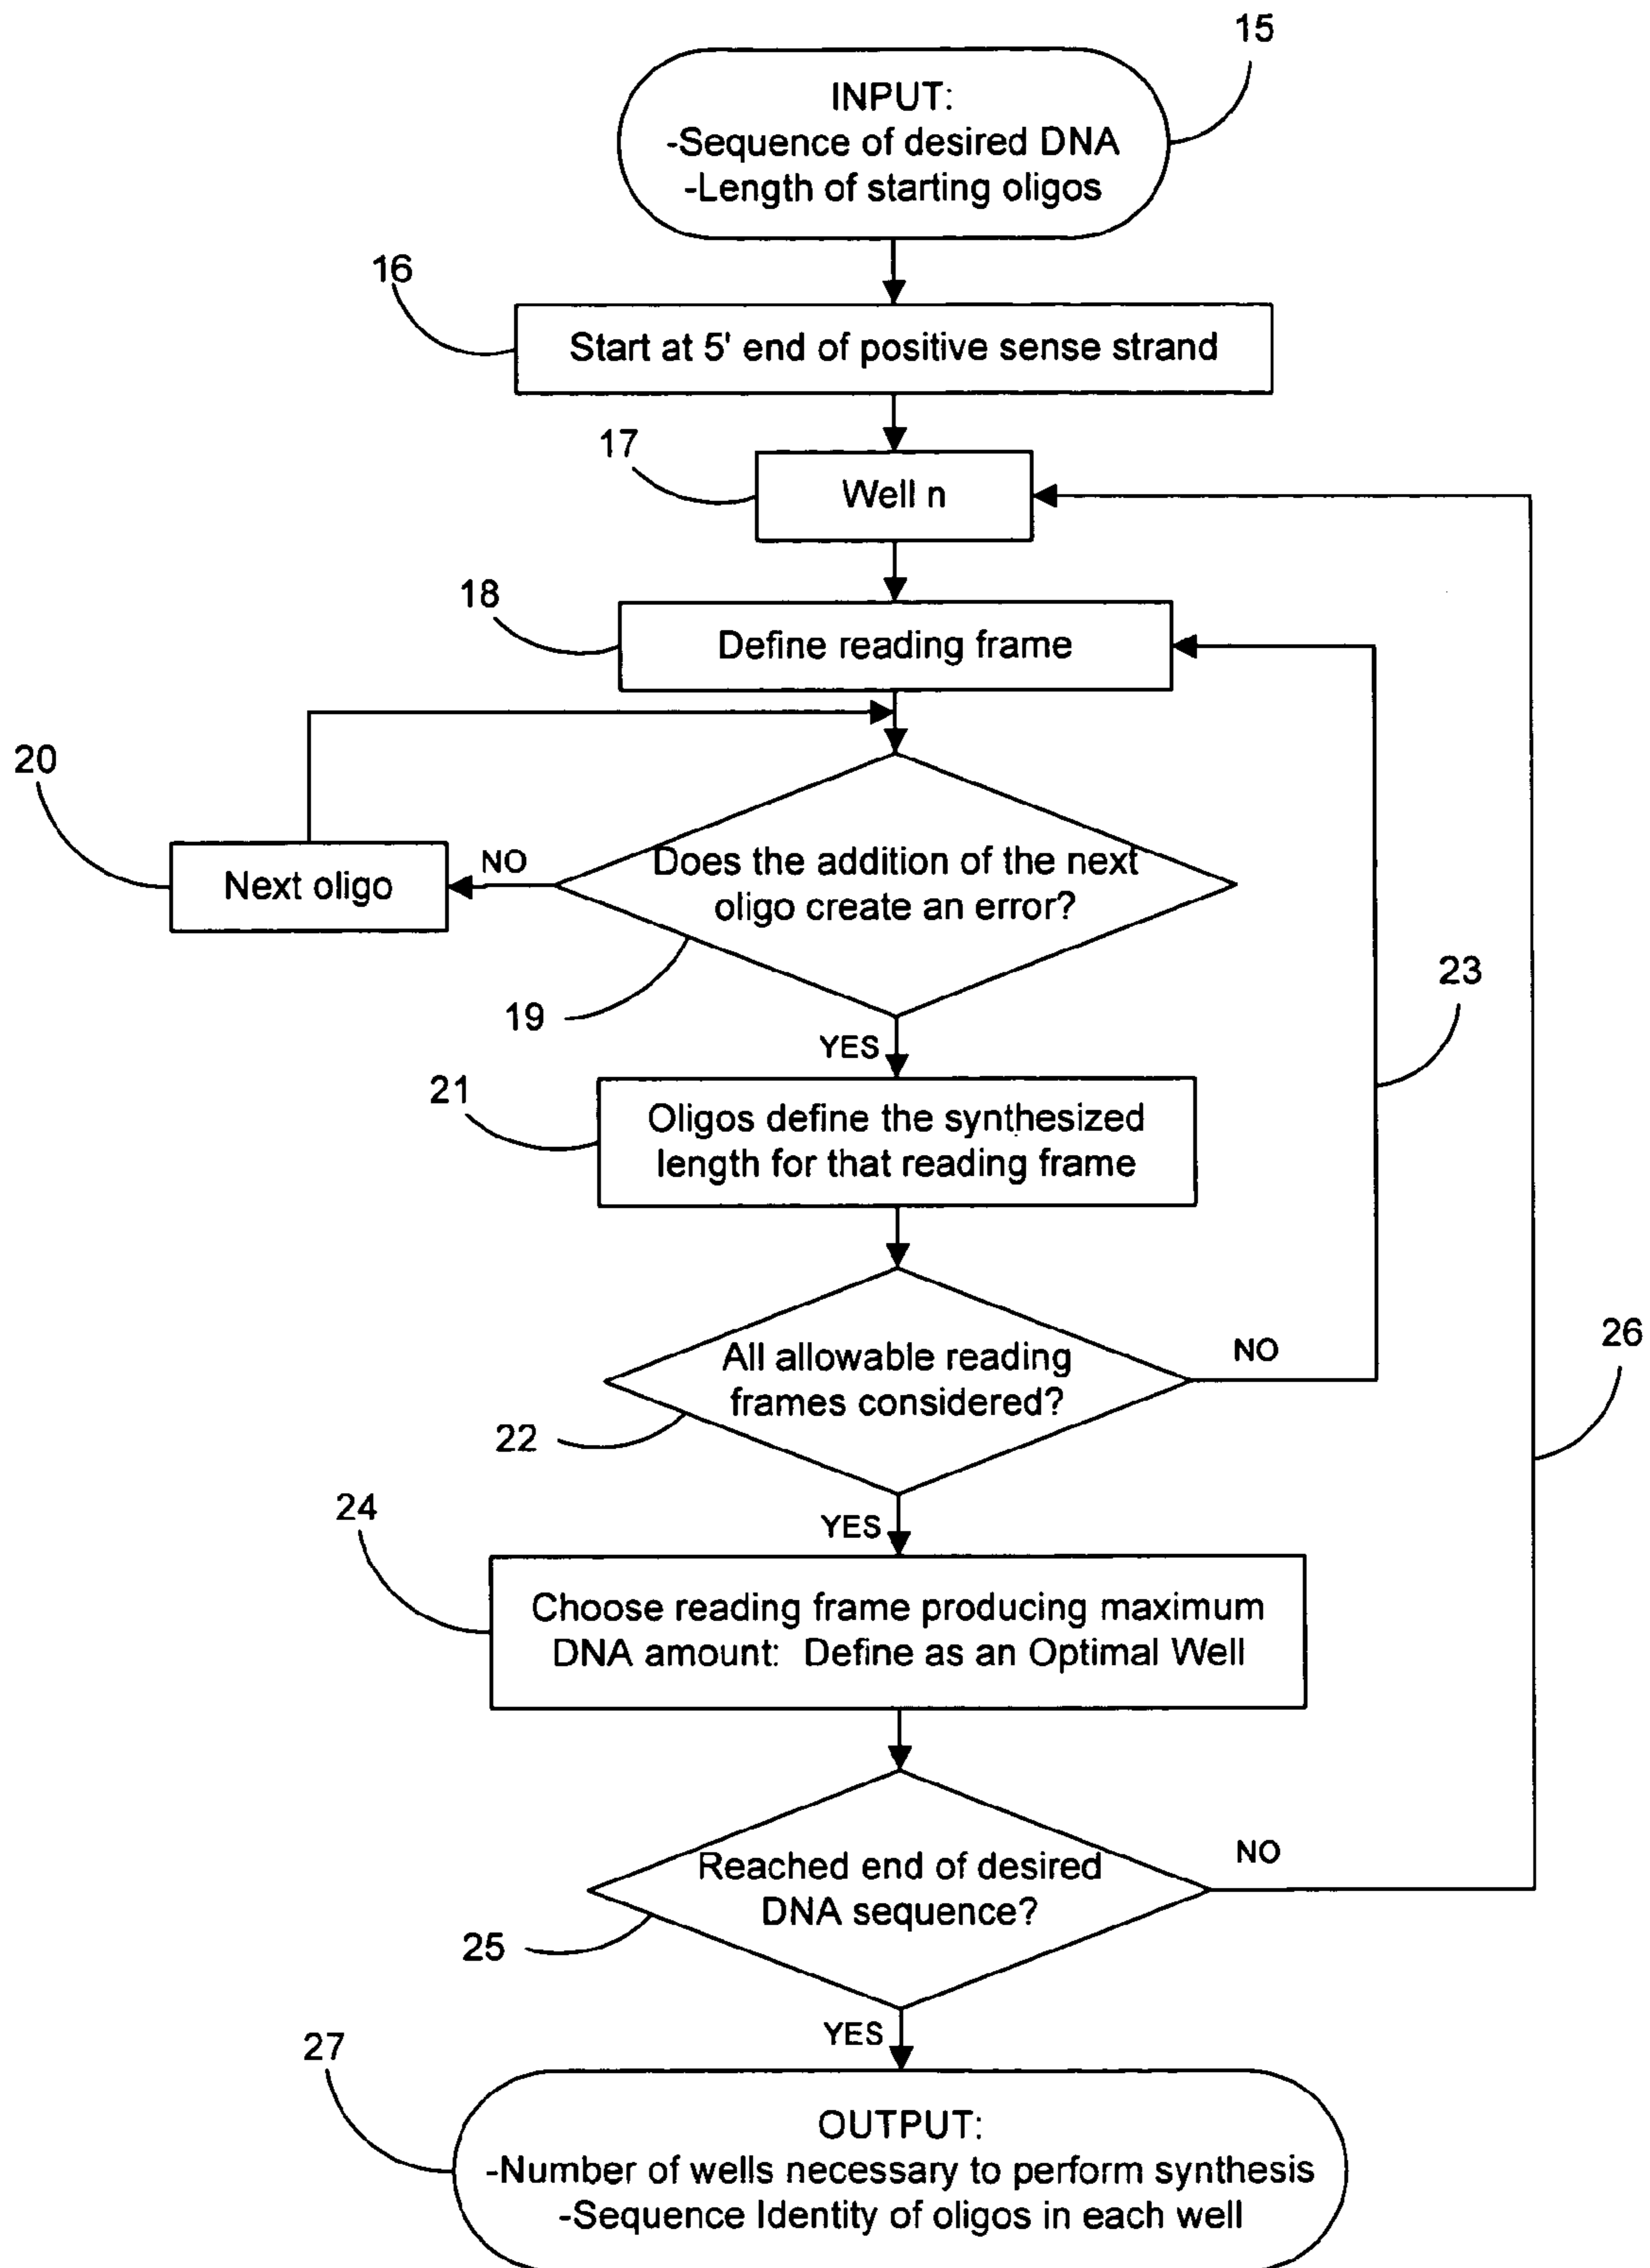 15
INPUT:
-Sequence of desired DNA
-Length of starting oligos
16
Start at 5' end of positive sense strand
17
Well n
18
Define reading frame
20
Next oligo
NO
Does the addition of the next
oligo create an error?
19
23
YES
21
Oligos define the synthesized
length for that reading frame
26
All allowable reading
frames considered?
NO
22
24
YES
Choose reading frame producing maximum
DNA amount: Define as an Optimal Well
Reached end of desired
DNA sequence?
NO
25
YES
27
OUTPUT:
-Number of wells necessary to perform synthesis
-Sequence Identity of oligos in each well